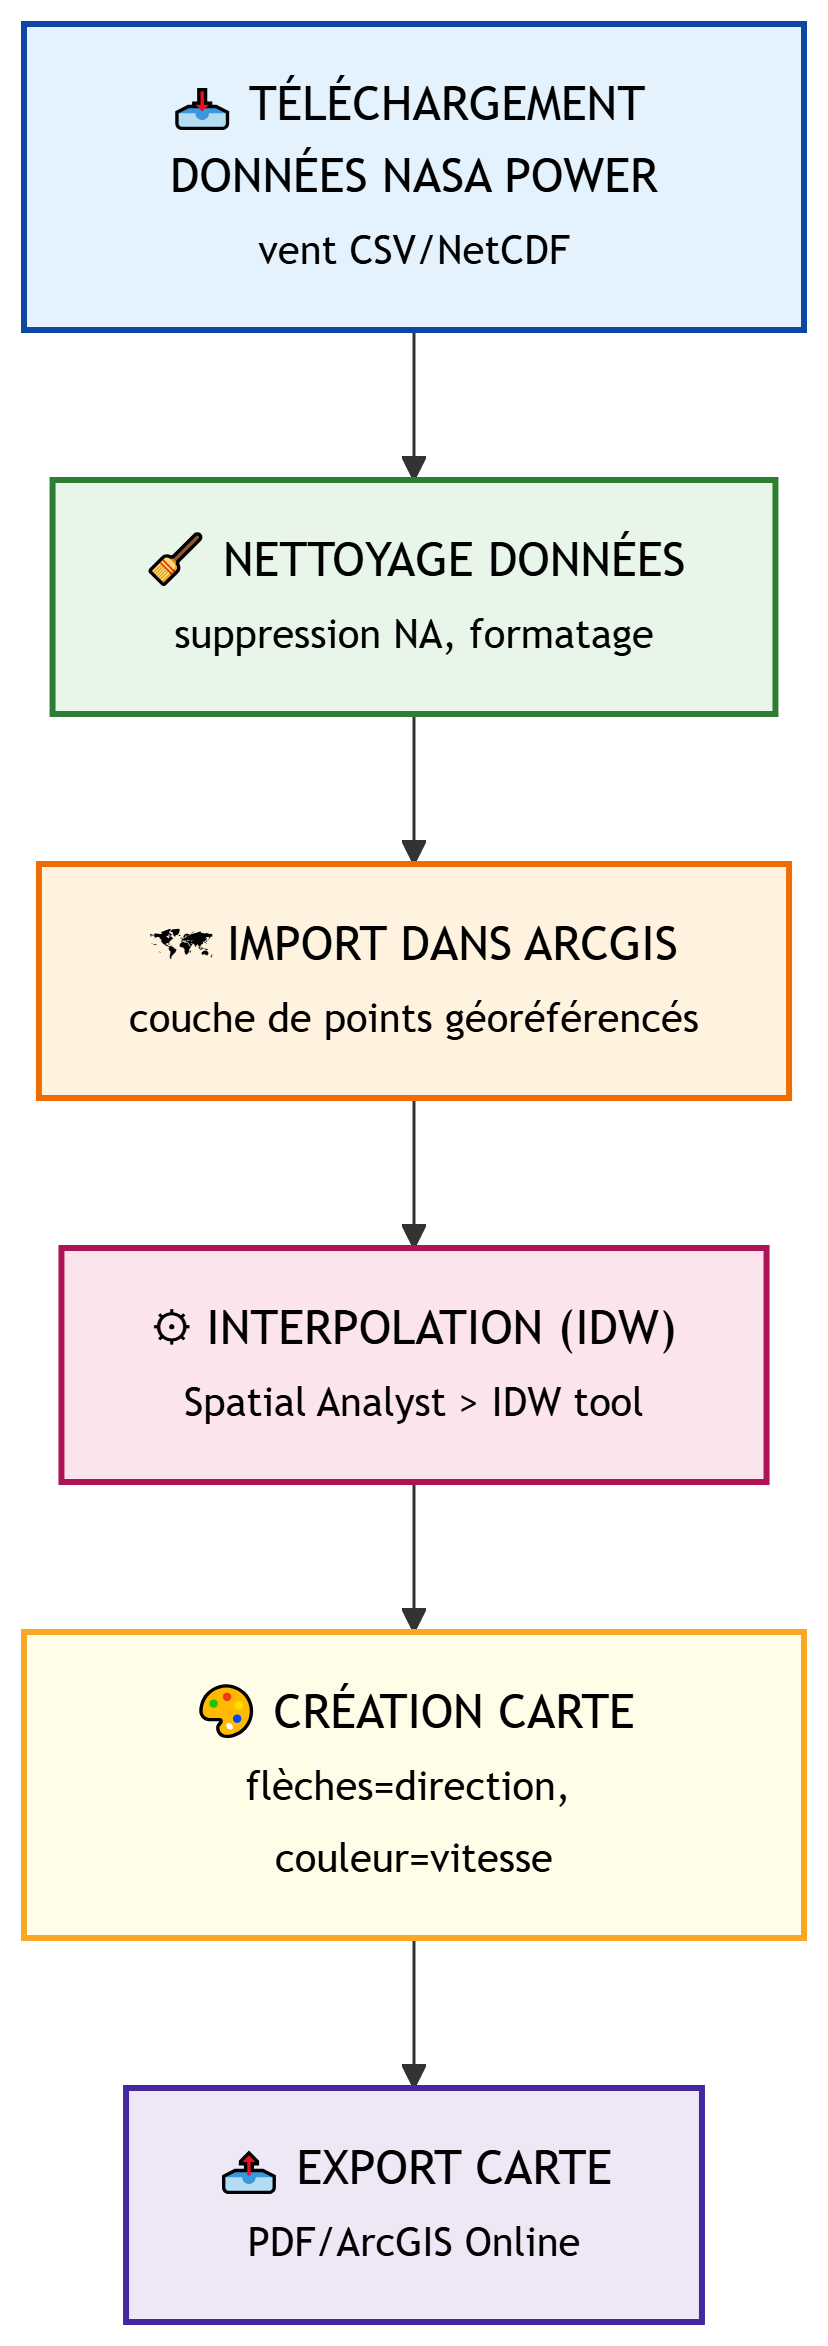 TÉLÉCHARGEMENT
DONNÉES NASA POWER
vent CSV/NetCDF
NETTOYAGE DONNÉES
suppression NA, formatage
IMPORT DANS ARCGIS
couche de points géoréférencés
INTERPOLATION (IDW)
Spatial Analyst > IDW tool
CRÉATION CARTE
flèches=direction,
couleur=vitesse
EXPORT CARTE
PDF/ArcGIS Online